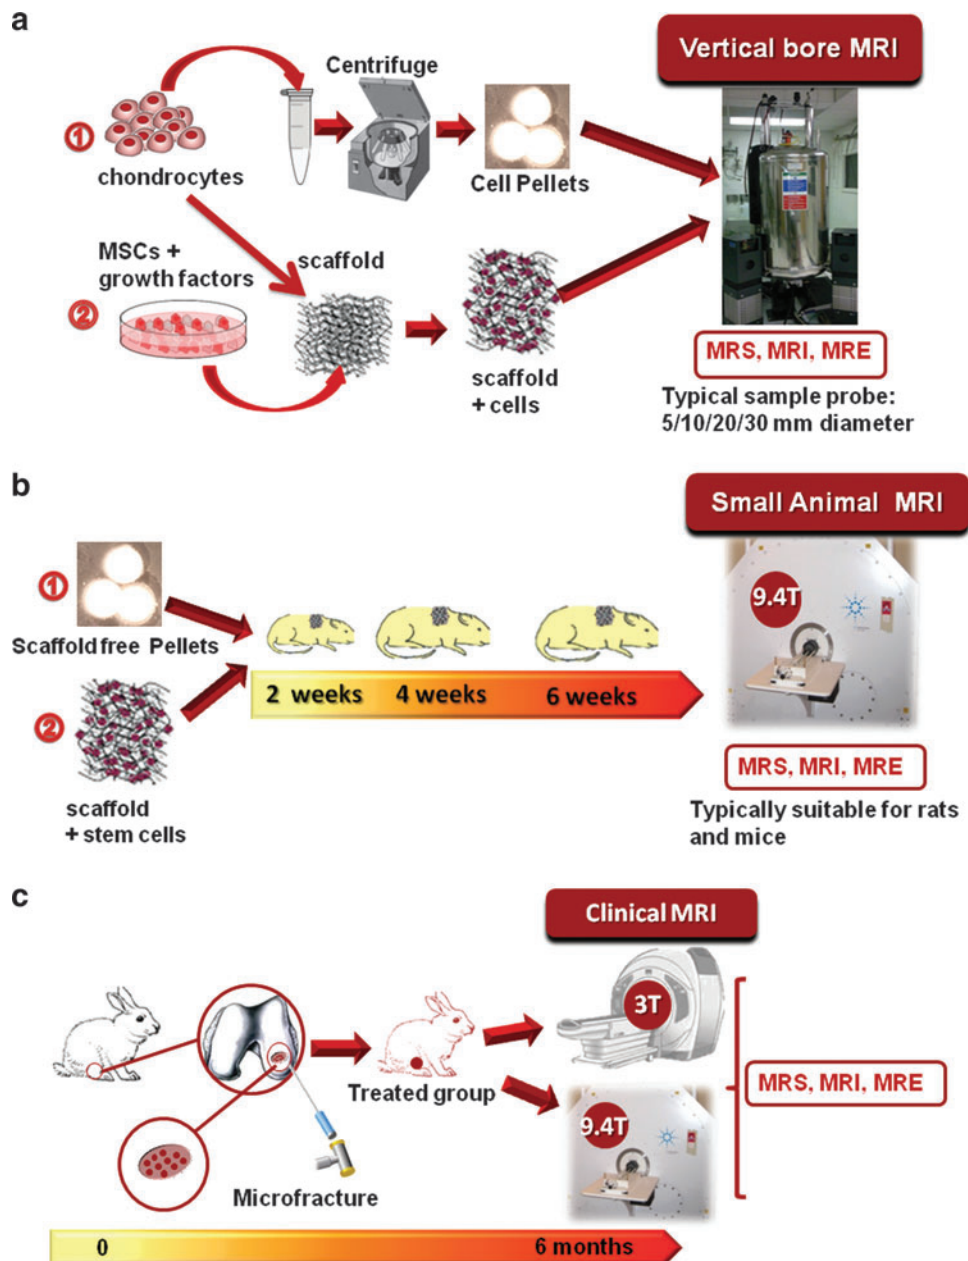 a
Vertical bore MRI
Centrifuge
①
chondrocytes
Cell Pellets
MSCs +
growth factors
scaffold
②
scaffold
+ cells
MRS, MRI, MRE
Typical sample probe:
5/10/20/30 mm diameter
b
Small Animal MRI
①
9.4T
Scaffold free Pellets
2 weeks
4 weeks
6 weeks
②
scaffold
+ stem cells
MRS, MRI, MRE
Typically suitable for rats
and mice
c
Clinical MRI
3T
Treated group
MRS, MRI, MRE
9.4T
Microfracture
0
6 months